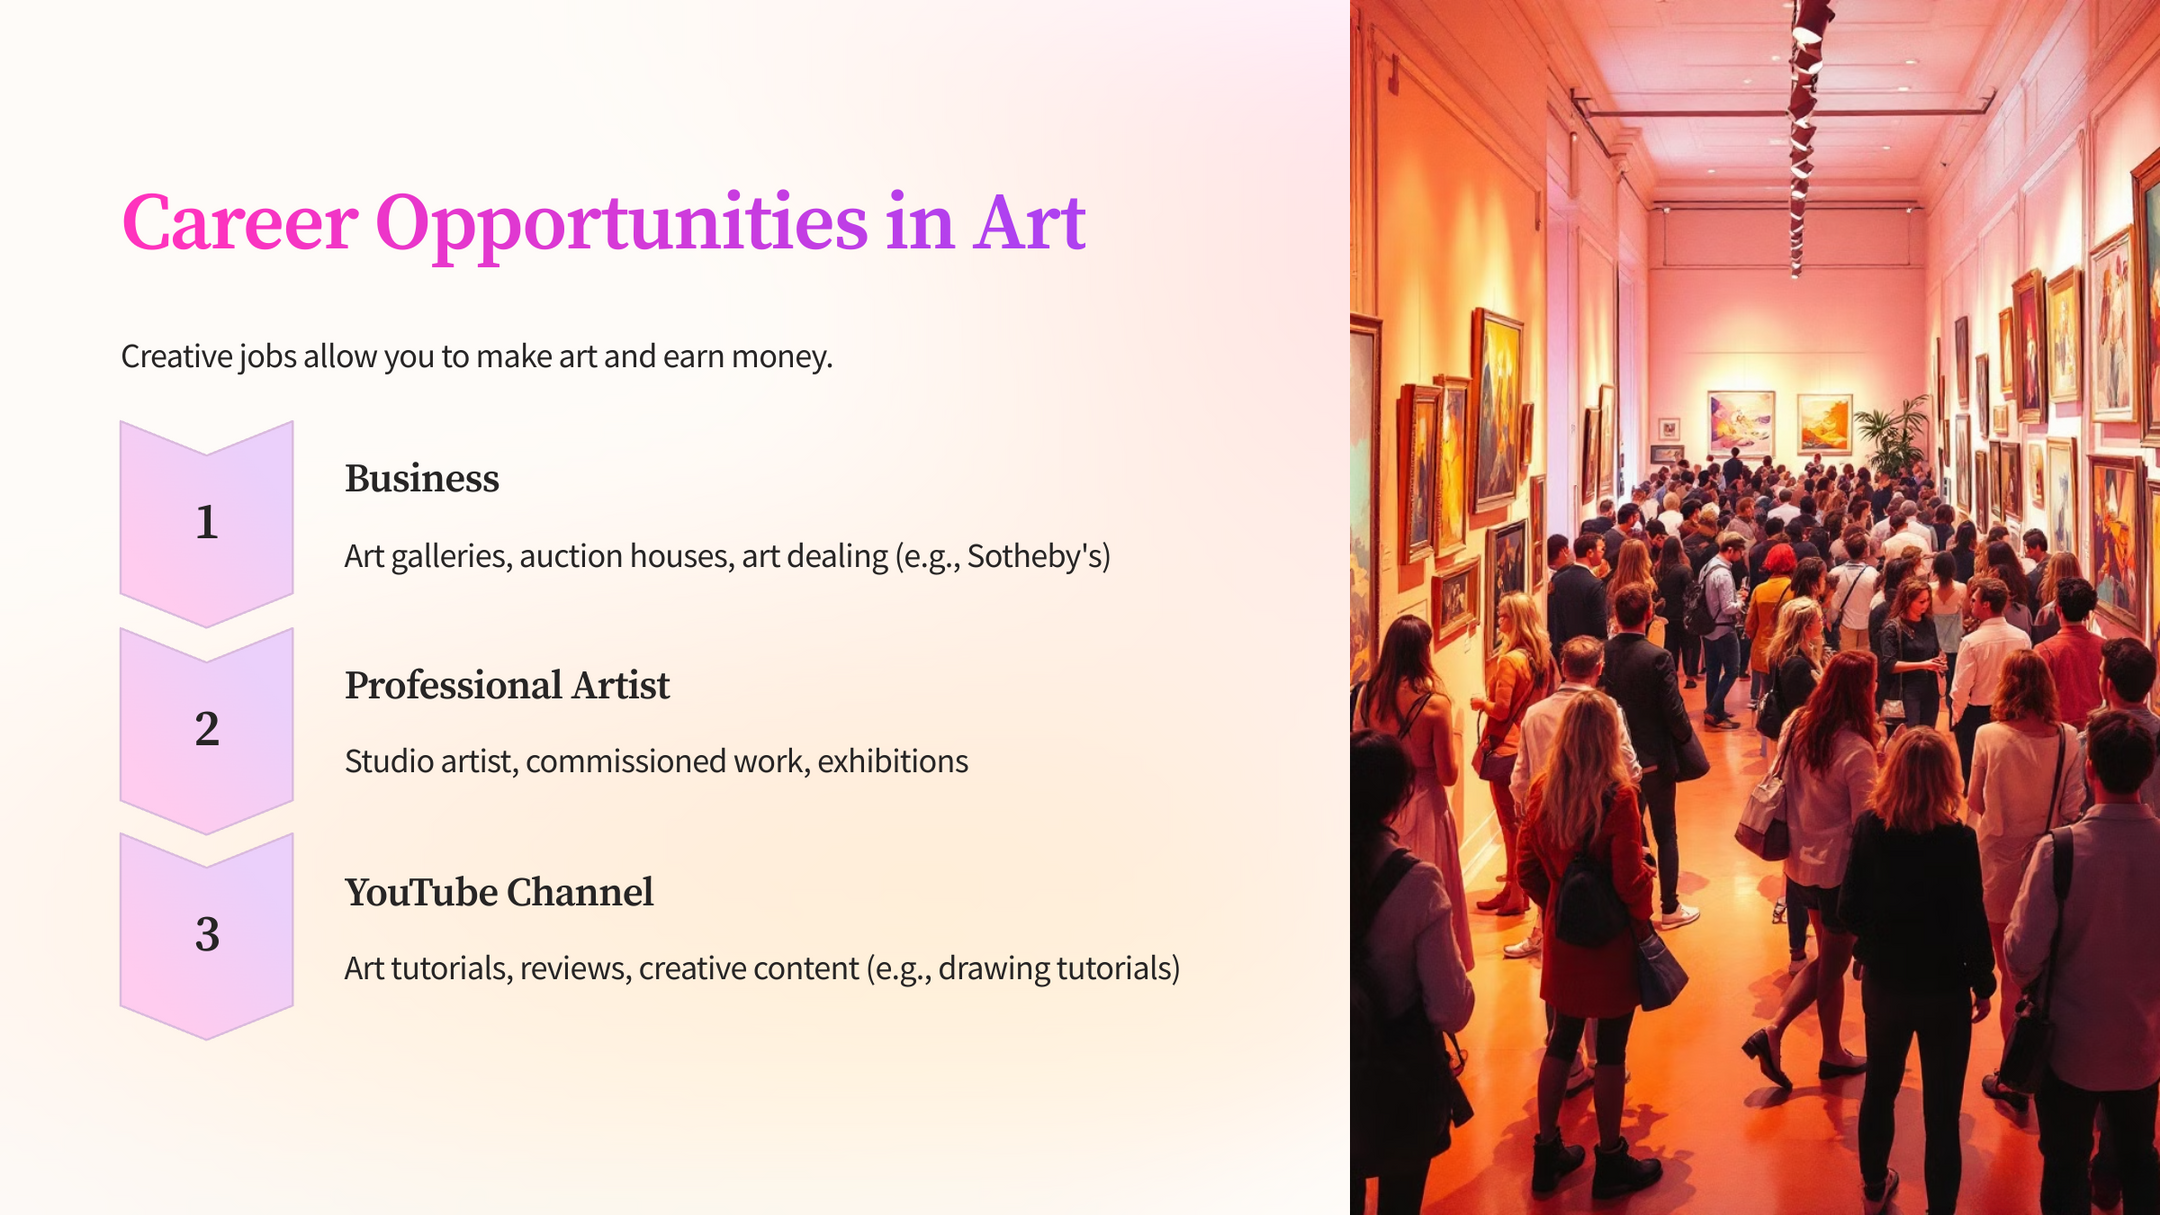 Career Opportunities in Art
Creative jobs allow you to make art and earn money.
1
Business
Art galleries, auction houses, art dealing (e.g., Sotheby's)
2
Professional Artist
Studio artist, commissioned work, exhibitions
3
YouTube Channel
Art tutorials, reviews, creative content (e.g., drawing tutorials)